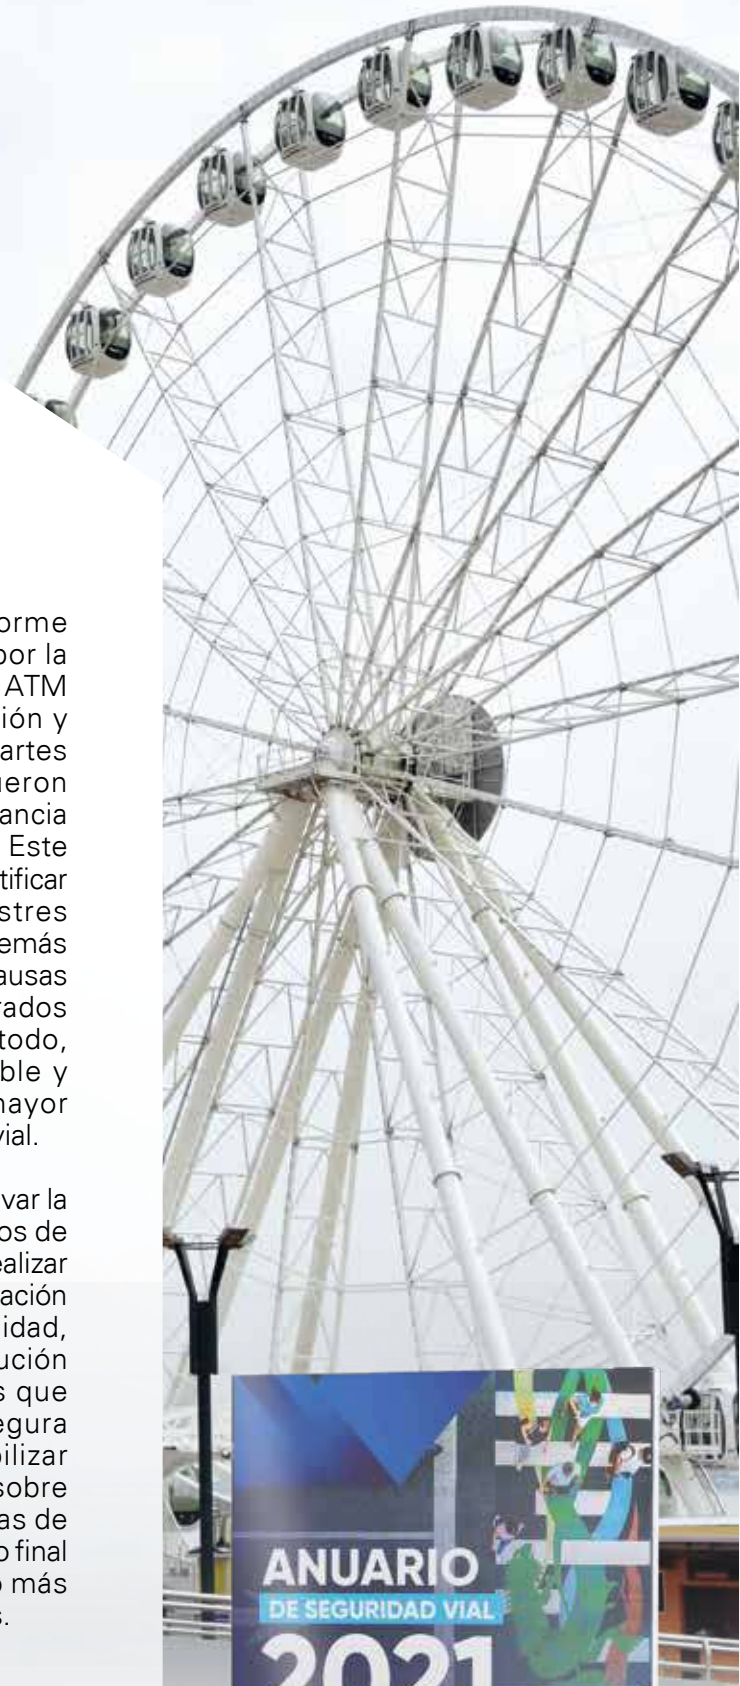 orme
por la
ATM
ión y
artes
ueron
ancia
Este
tificar
stres
emás
ausas
rados
todo,
ble y
mayor
vial.
var la
os de
ealizar
ación
idad,
ución
s que
egura
bilizar
sobre
as de
o final
o más
s.
ANUARIO
DE SEGURIDAD VIAL
2021